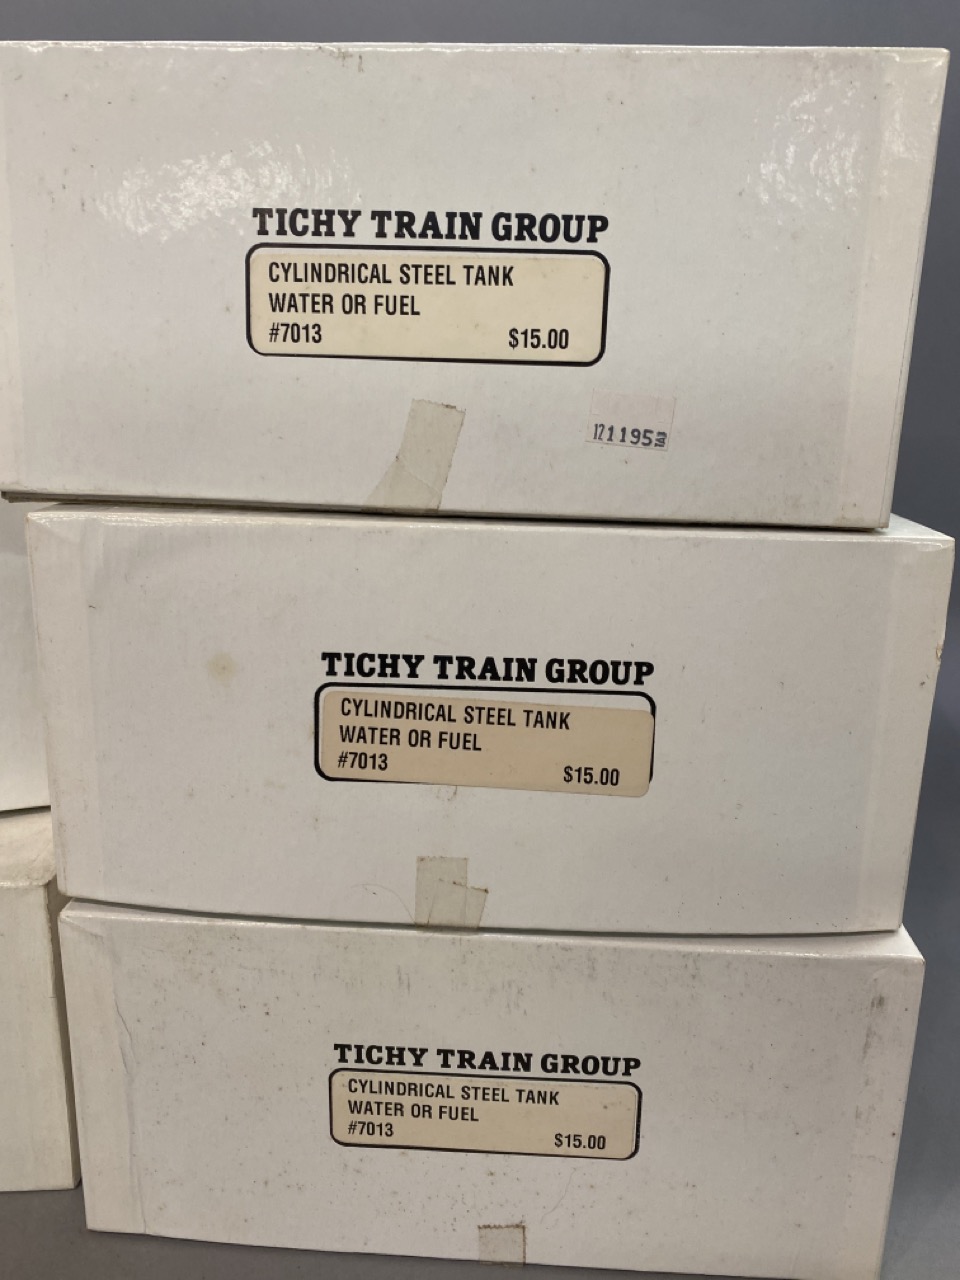 TICHY TRAIN GROUP
CYLINDRICAL STEEL TANK
WATER OR FUEL
#7013 $15.00
TICHY TRAIN GROUP
CYLINDRICAL STEEL TANK
WATER OR FUEL
#7013 $15.00
TICHY TRAIN GROUP
CYLINDRICAL STEEL TANK
WATER OR FUEL
#7013 $15.00